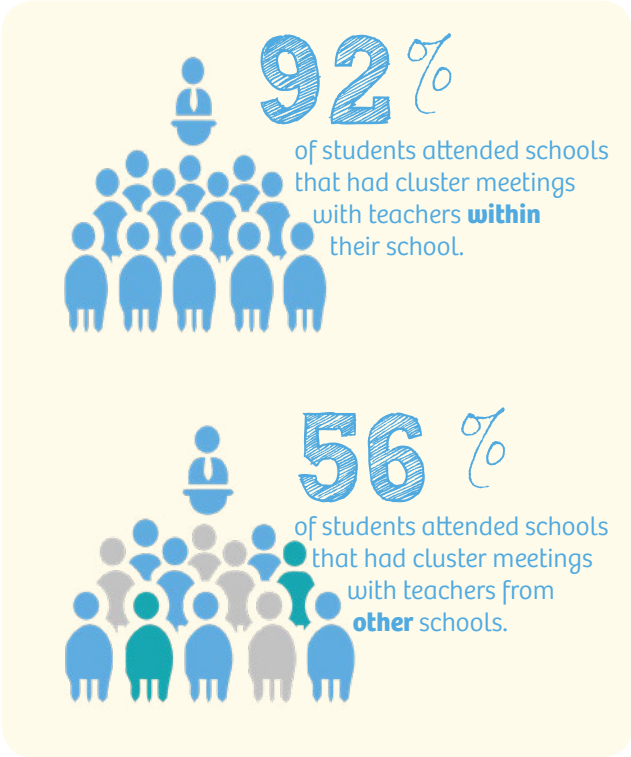 92%
of students attended schools
that had cluster meetings
with teachers within
their school.
56%
of students attended schools
that had cluster meetings
with teachers from
other schools.